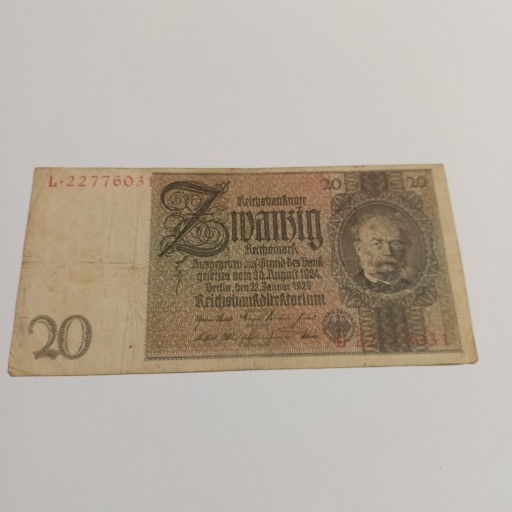 L·22776031
20 20
Reichsbanknote
Zwanzig
Reichsmark
Ausgegeben auf Grund des Bank-
gesetzes vom 30. August 1924
Berlin, den 22. Januar 1929
Reichsbankdirektorium
20